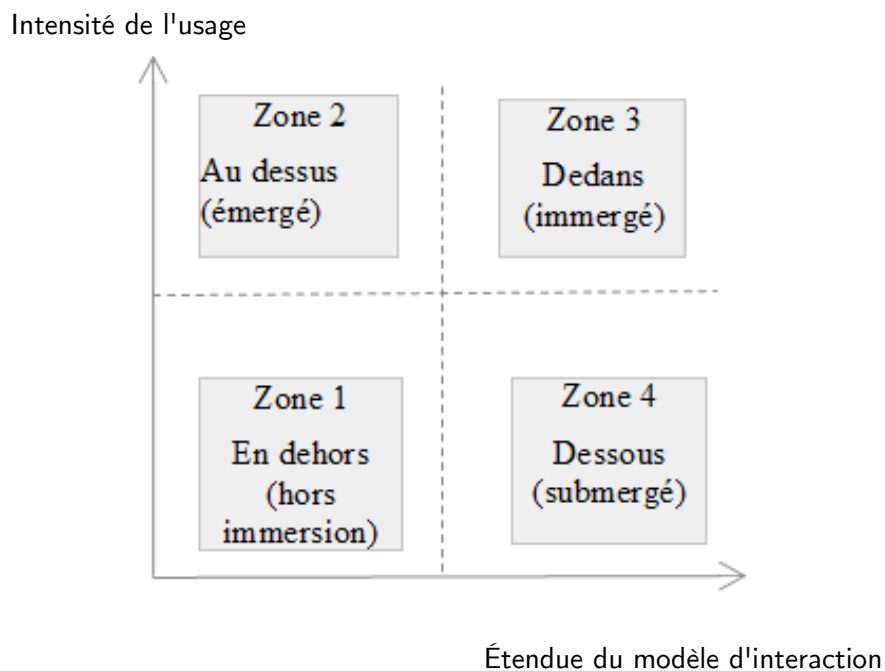 Intensité de l'usage
Zone 2
Au dessus
(émergé)
Zone 3
Dedans
(immergé)
Zone 1
En dehors
(hors
immersion)
Zone 4
Dessous
(submergé)
Étendue du modèle d'interaction